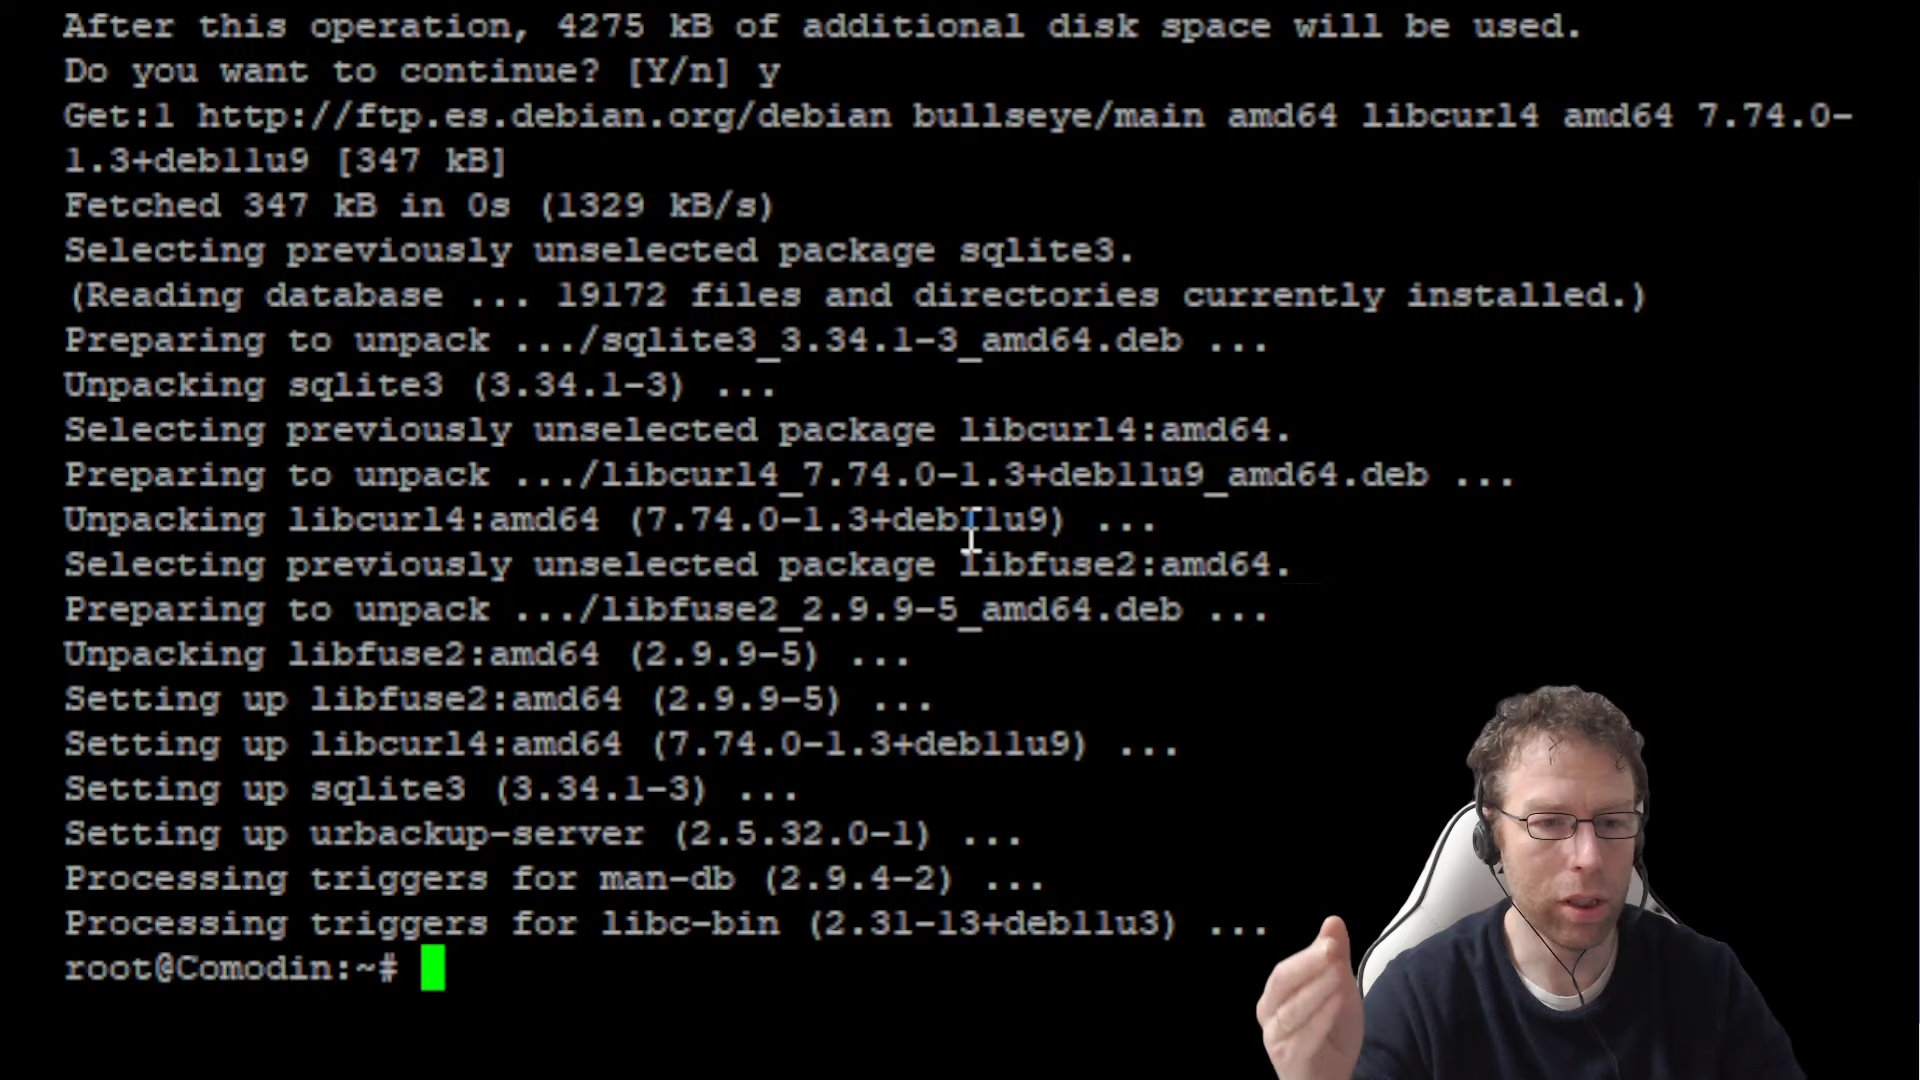 After this operation, 4275 kB of additional disk space will be used.
Do you want to continue? [Y/n] y
Get:1 http://ftp.es.debian.org/debian bullseye/main amd64 libcurl4 amd64 7.74.0-
1.3+deb11u9 [347 kB]
Fetched 347 kB in 0s (1329 kB/s)
Selecting previously unselected package sqlite3.
(Reading database ... 19172 files and directories currently installed.)
Preparing to unpack .../sqlite3_3.34.1-3_amd64.deb ...
Unpacking sqlite3 (3.34.1-3) ...
Selecting previously unselected package libcurl4:amd64.
Preparing to unpack .../libcurl4_7.74.0-1.3+deb11u9_amd64.deb ...
Unpacking libcurl4:amd64 (7.74.0-1.3+deb11u9) ...
Selecting previously unselected package libfuse2:amd64.
Preparing to unpack .../libfuse2_2.9.9-5_amd64.deb ...
Unpacking libfuse2:amd64 (2.9.9-5) ...
Setting up libfuse2:amd64 (2.9.9-5) ...
Setting up libcurl4:amd64 (7.74.0-1.3+deb11u9) ...
Setting up sqlite3 (3.34.1-3) ...
Setting up urbackup-server (2.5.32.0-1) ...
Processing triggers for man-db (2.9.4-2) ...
Processing triggers for libc-bin (2.31-13+deb11u3) ...
root@Comodin:~#